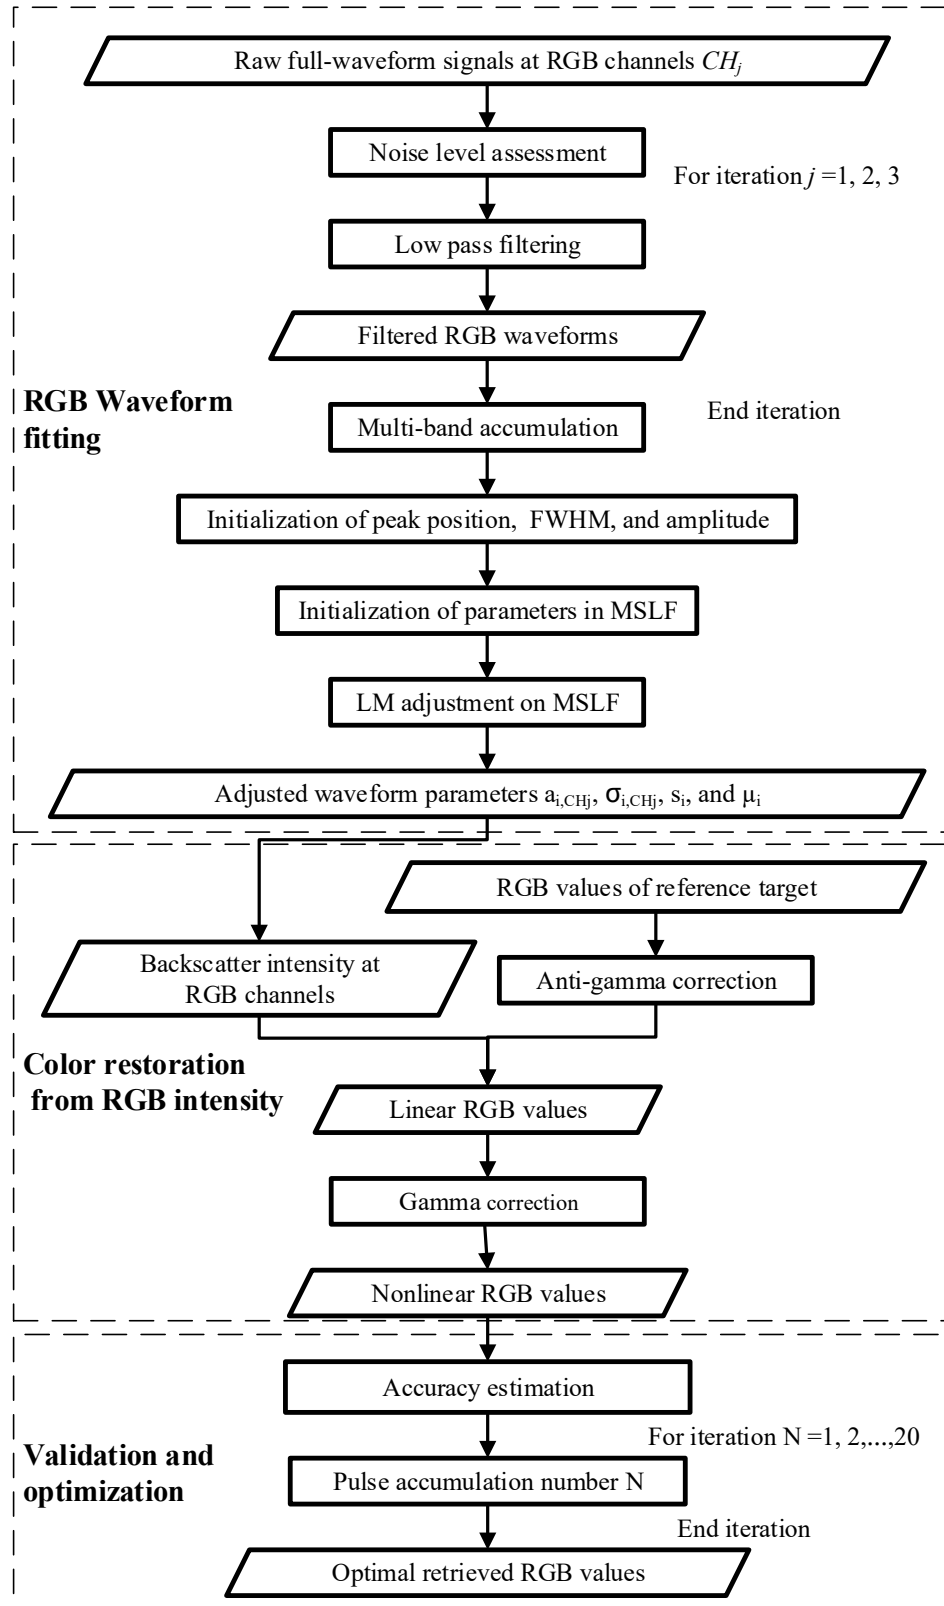 Raw full-waveform signals at RGB channels CHj
Noise level assessment
For iteration j =1, 2, 3
Low pass filtering
Filtered RGB waveforms
RGB Waveform
fitting
End iteration
Multi-band accumulation
Initialization of peak position, FWHM, and amplitude
Initialization of parameters in MSLF
LM adjustment on MSLF
Adjusted waveform parameters ai,CHj, σi,CHj, si, and μi
RGB values of reference target
Backscatter intensity at
RGB channels
Anti-gamma correction
Color restoration
from RGB intensity
Linear RGB values
Gamma correction
Nonlinear RGB values
Accuracy estimation
For iteration N =1, 2,...,20
Validation and
optimization
Pulse accumulation number N
End iteration
Optimal retrieved RGB values